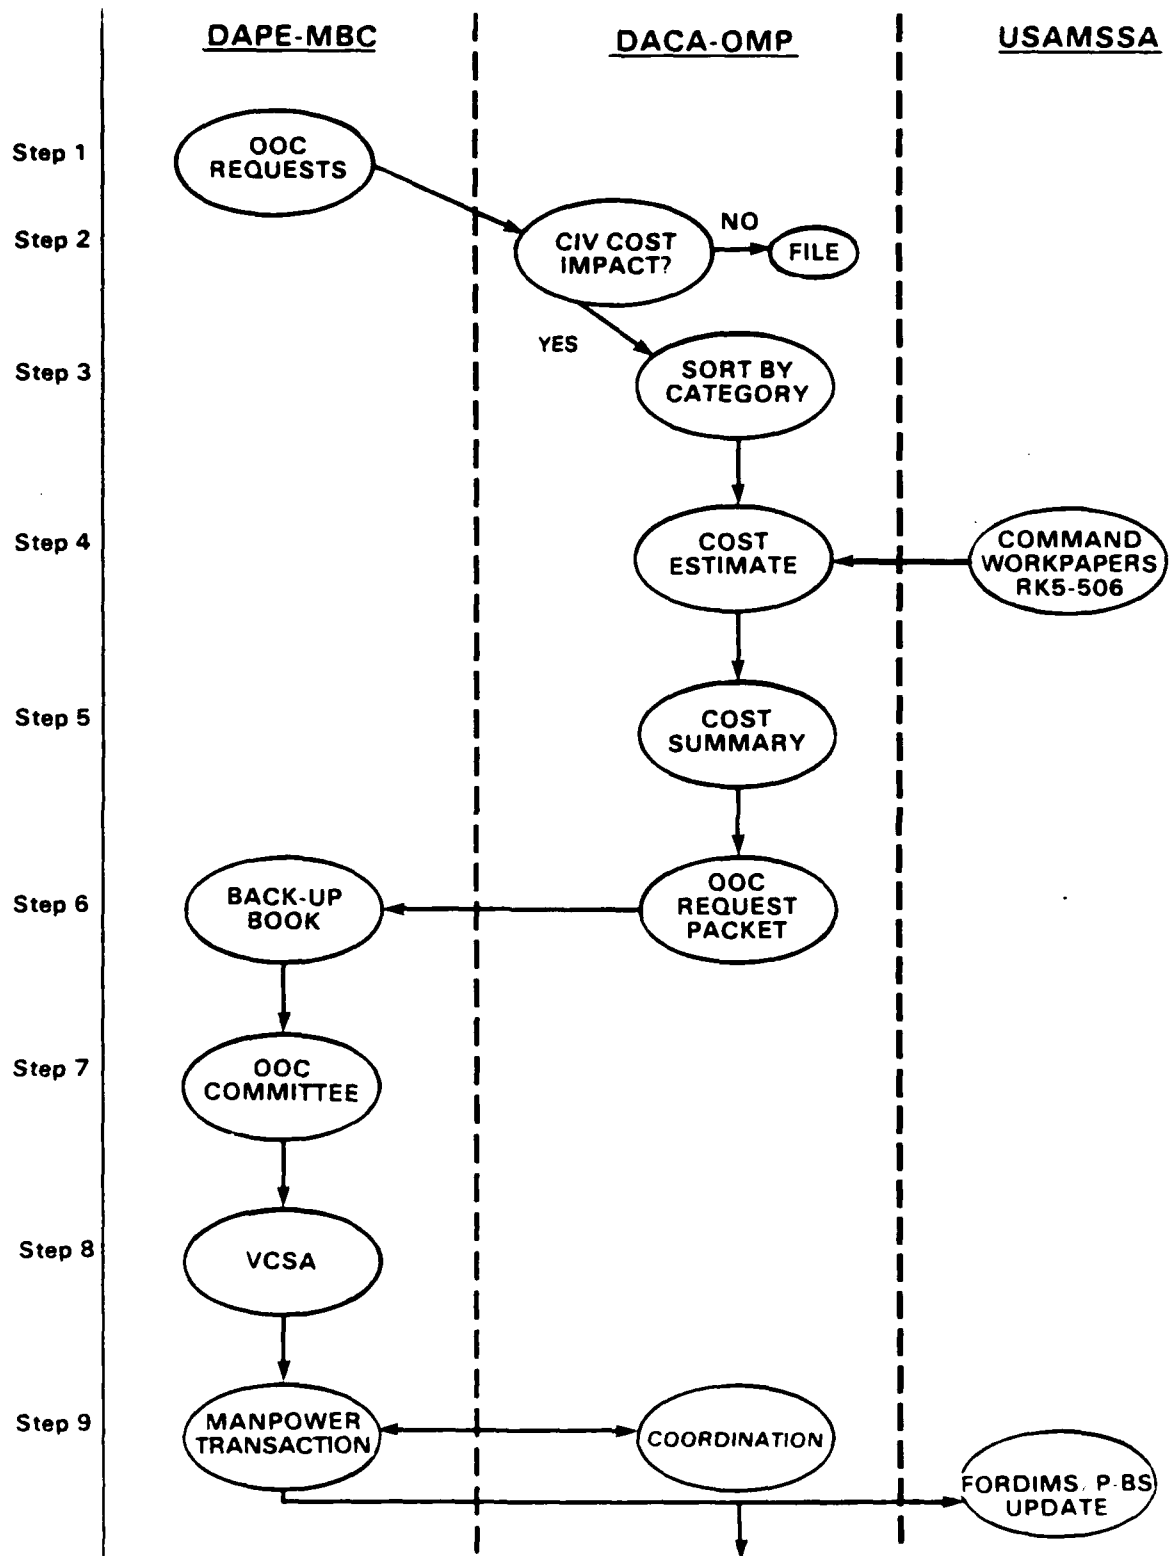 DAPE-MBC
DACA-OMP
USAMSSA
Step 1
OOC
REQUESTS
Step 2
CIV COST
IMPACT?
NO
FILE
YES
Step 3
SORT BY
CATEGORY
Step 4
COST
ESTIMATE
COMMAND
WORKPAPERS
RK5-506
Step 5
COST
SUMMARY
Step 6
BACK-UP
BOOK
OOC
REQUEST
PACKET
Step 7
OOC
COMMITTEE
Step 8
VCSA
Step 9
MANPOWER
TRANSACTION
COORDINATION
FORDIMS, P-BS
UPDATE